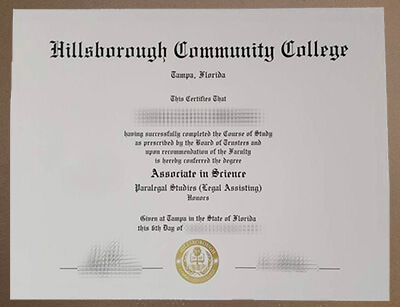 Hillsborough Community College
Tampa, Florida
This Certifies That
having successfully completed the Course of Study
as prescribed by the Board of Trustees and
upon recommendation of the Faculty
is hereby conferred the degree
Associate in Science
Paralegal Studies (Legal Assisting)
Honors
Given at Tampa in the State of Florida
this 6th Day of
HILLSBOROUGH